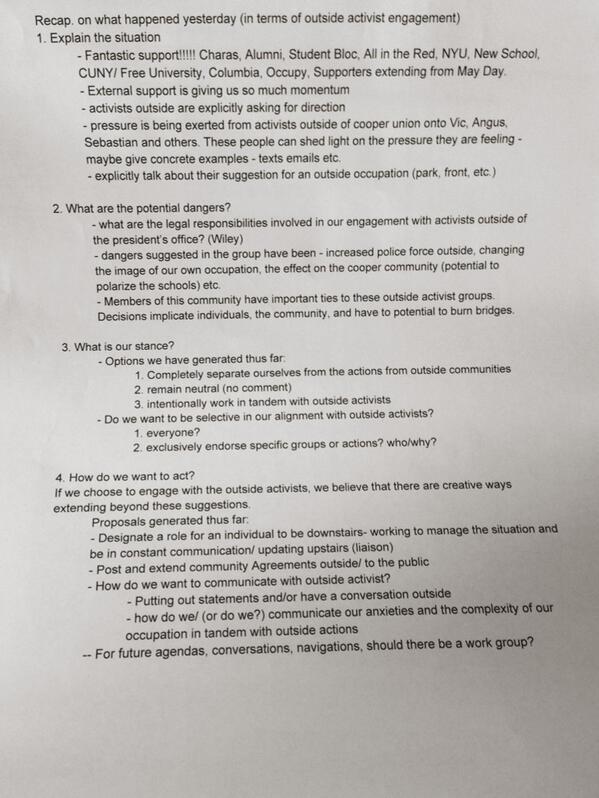 Recap. on what happened yesterday (in terms of outside activist engagement)
1. Explain the situation
- Fantastic support!!!!! Charas, Alumni, Student Bloc, All in the Red, NYU, New School,
CUNY/ Free University, Columbia, Occupy, Supporters extending from May Day.
- External support is giving us so much momentum
- activists outside are explicitly asking for direction
- pressure is being exerted from activists outside of cooper union onto Vic, Angus,
Sebastian and others. These people can shed light on the pressure they are feeling -
maybe give concrete examples - texts emails etc.
- explicitly talk about their suggestion for an outside occupation (park, front, etc.)
2. What are the potential dangers?
- what are the legal responsibilities involved in our engagement with activists outside of
the president's office? (Wiley)
- dangers suggested in the group have been - increased police force outside, changing
the image of our own occupation, the effect on the cooper community (potential to
polarize the schools) etc.
- Members of this community have important ties to these outside activist groups.
Decisions implicate individuals, the community, and have to potential to burn bridges.
3. What is our stance?
- Options we have generated thus far:
1. Completely separate ourselves from the actions from outside communities
2. remain neutral (no comment)
3. intentionally work in tandem with outside activists
- Do we want to be selective in our alignment with outside activists?
1. everyone?
2. exclusively endorse specific groups or actions? who/why?
4. How do we want to act?
If we choose to engage with the outside activists, we believe that there are creative ways
extending beyond these suggestions.
Proposals generated thus far:
- Designate a role for an individual to be downstairs- working to manage the situation and
be in constant communication/ updating upstairs (liaison)
- Post and extend community Agreements outside/ to the public
- How do we want to communicate with outside activist?
- Putting out statements and/or have a conversation outside
- how do we/ (or do we?) communicate our anxieties and the complexity of our
occupation in tandem with outside actions
-- For future agendas, conversations, navigations, should there be a work group?